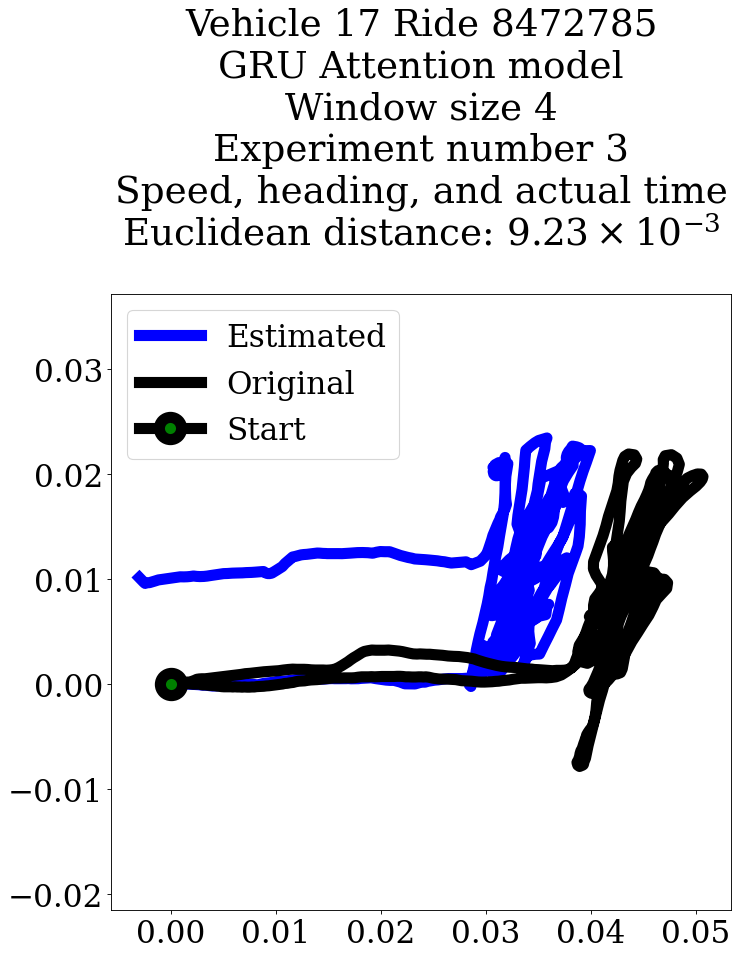 Vehicle 17 Ride 8472785
GRU Attention model
Window size 4
Experiment number 3
Speed, heading, and actual time
Euclidean distance: 9.23 × 10⁻³
Estimated
Original
Start
0.03
0.02
0.01
0.00
−0.01
−0.02
0.00 0.01 0.02 0.03 0.04 0.05